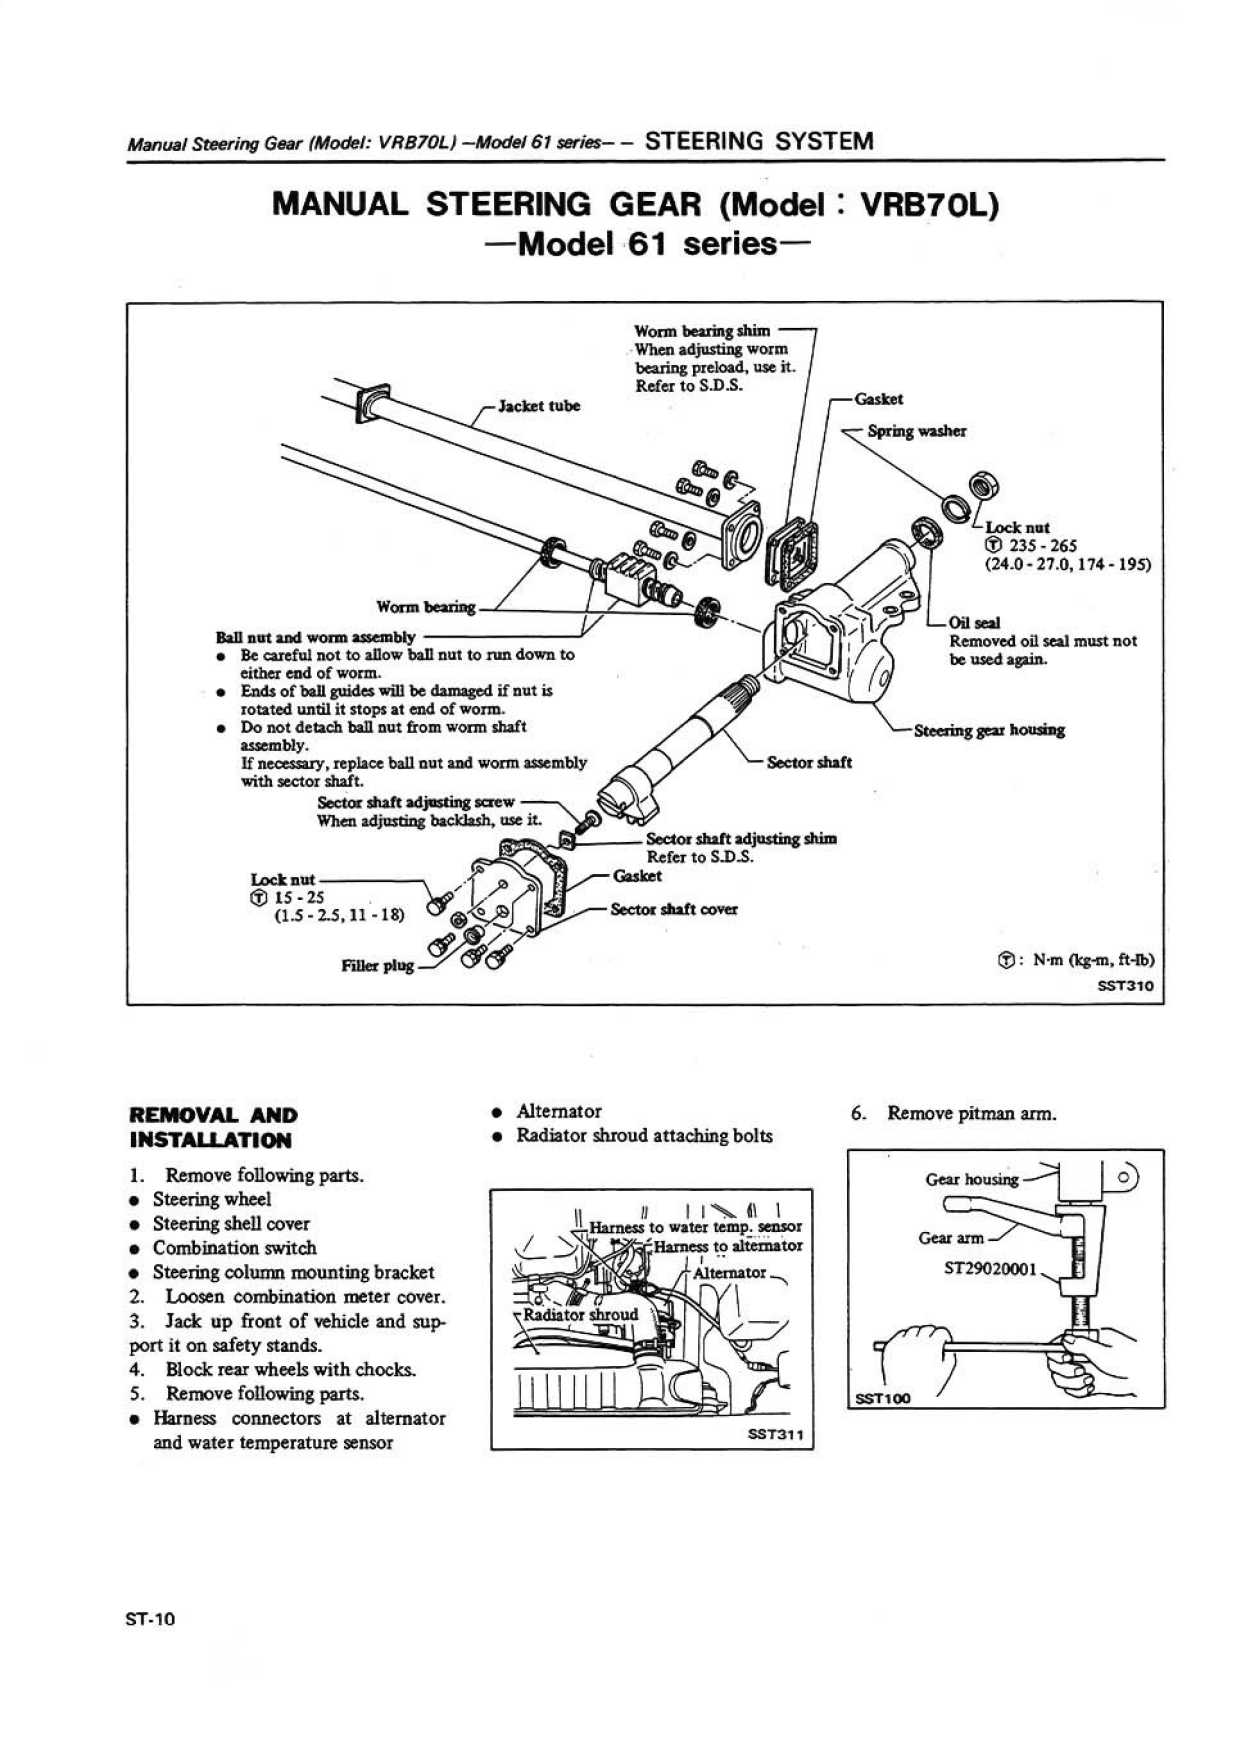 Manual Steering Gear (Model: VRB70L) —Model 61 series— – STEERING SYSTEM
MANUAL STEERING GEAR (Model : VRB70L)
—Model 61 series—
Worm bearing shim
When adjusting worm
bearing preload, use it.
Refer to S.D.S.
Gasket
Jacket tube
Spring washer
Lock nut
Ⓣ 235 - 265
(24.0 - 27.0, 174 - 195)
Worm bearing
Oil seal
Removed oil seal must not
be used again.
Ball nut and worm assembly
● Be careful not to allow ball nut to run down to
either end of worm.
● Ends of ball guides will be damaged if nut is
rotated until it stops at end of worm.
● Do not detach ball nut from worm shaft
assembly.
If necessary, replace ball nut and worm assembly
with sector shaft.
Steering gear housing
Sector shaft
Sector shaft adjusting screw
When adjusting backlash, use it.
Sector shaft adjusting shim
Refer to S.D.S.
Gasket
Lock nut
Ⓣ 15 - 25
(1.5 - 2.5, 11 - 18)
Sector shaft cover
Filler plug
Ⓣ : N·m (kg-m, ft-lb)
SST310
REMOVAL AND
INSTALLATION
1. Remove following parts.
● Steering wheel
● Steering shell cover
● Combination switch
● Steering column mounting bracket
2. Loosen combination meter cover.
3. Jack up front of vehicle and sup-
port it on safety stands.
4. Block rear wheels with chocks.
5. Remove following parts.
● Harness connectors at alternator
and water temperature sensor
● Alternator
● Radiator shroud attaching bolts
Harness to water temp. sensor
Harness to alternator
Alternator
Radiator shroud
SST311
6. Remove pitman arm.
Gear housing
Gear arm
ST29020001
SST100
ST-10